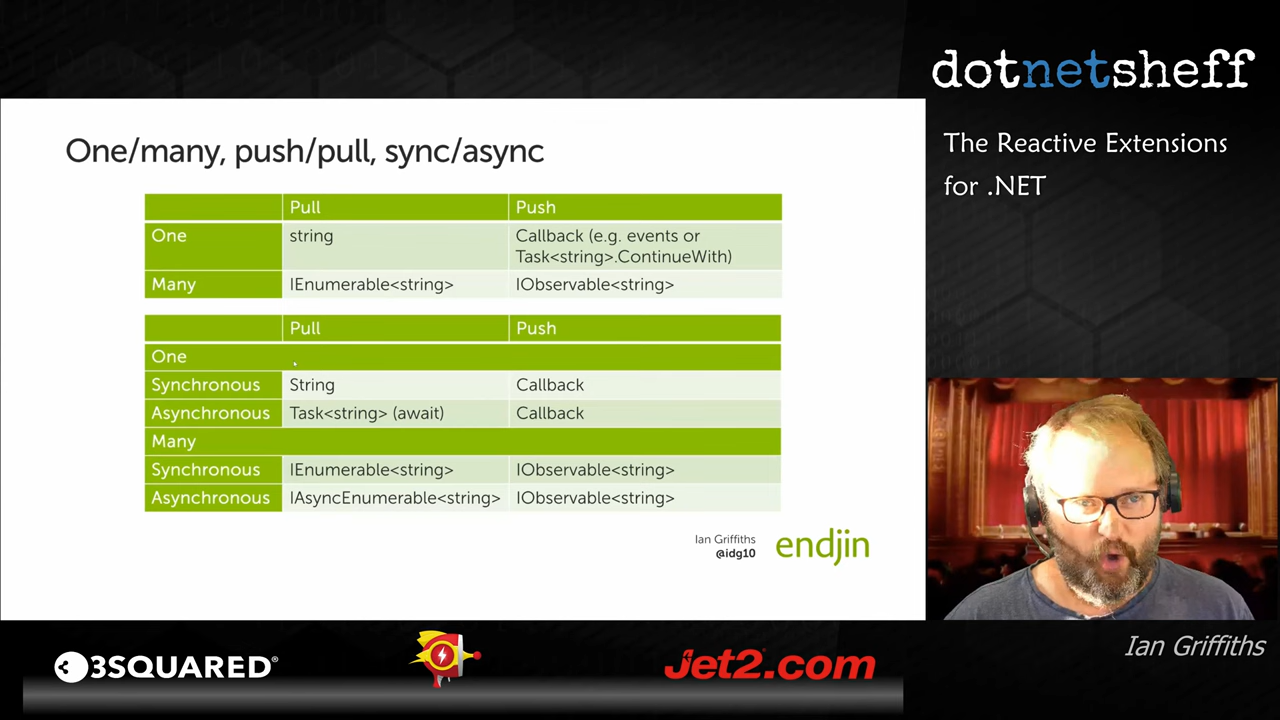 One/many, push/pull, sync/async
Pull Push
One string Callback (e.g. events or
Task<string>.ContinueWith)
Many IEnumerable<string> IObservable<string>
Pull Push
One
Synchronous String Callback
Asynchronous Task<string> (await) Callback
Many
Synchronous IEnumerable<string> IObservable<string>
Asynchronous IAsyncEnumerable<string> IObservable<string>
Ian Griffiths
@idg10
endjin
dotnetsheff
The Reactive Extensions
for .NET
Ian Griffiths
3SQUARED®
Jet2.com